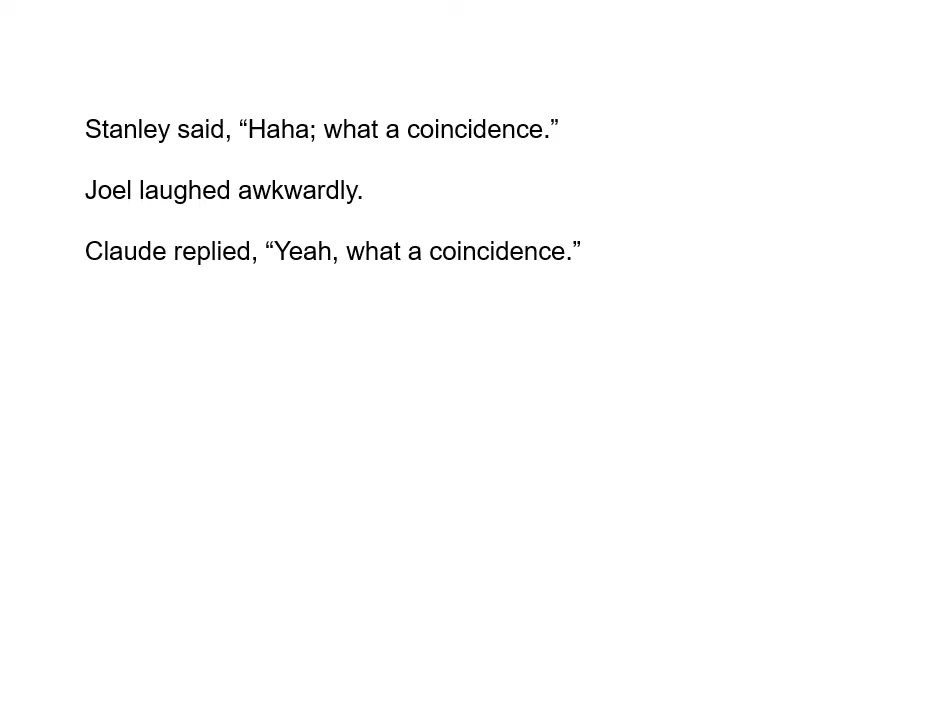 Stanley said, “Haha; what a coincidence.”
Joel laughed awkwardly.
Claude replied, “Yeah, what a coincidence.”